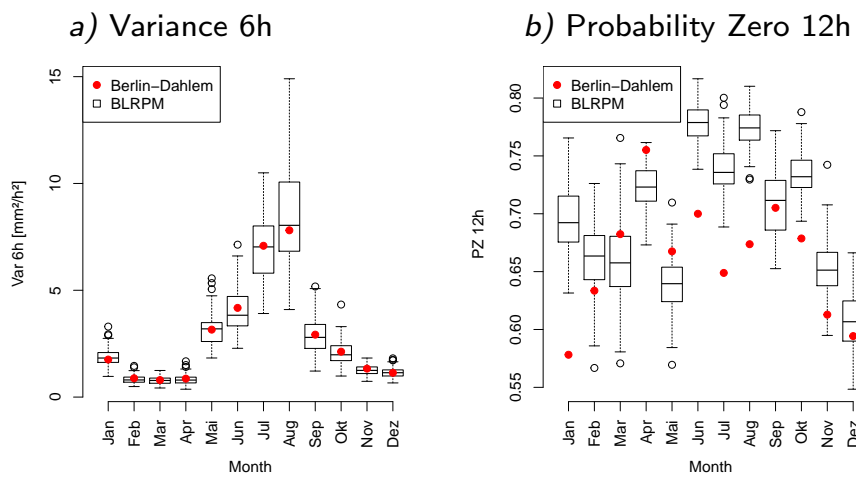 a) Variance 6h
Berlin−Dahlem
BLRPM
Var 6h [mm²/h²]
15
10
5
0
Jan
Feb
Mar
Apr
Mai
Jun
Jul
Aug
Sep
Okt
Nov
Dez
Month
b) Probability Zero 12h
Berlin−Dahlem
BLRPM
PZ 12h
0.80
0.75
0.70
0.65
0.60
0.55
Jan
Feb
Mar
Apr
Mai
Jun
Jul
Aug
Sep
Okt
Nov
Dez
Month